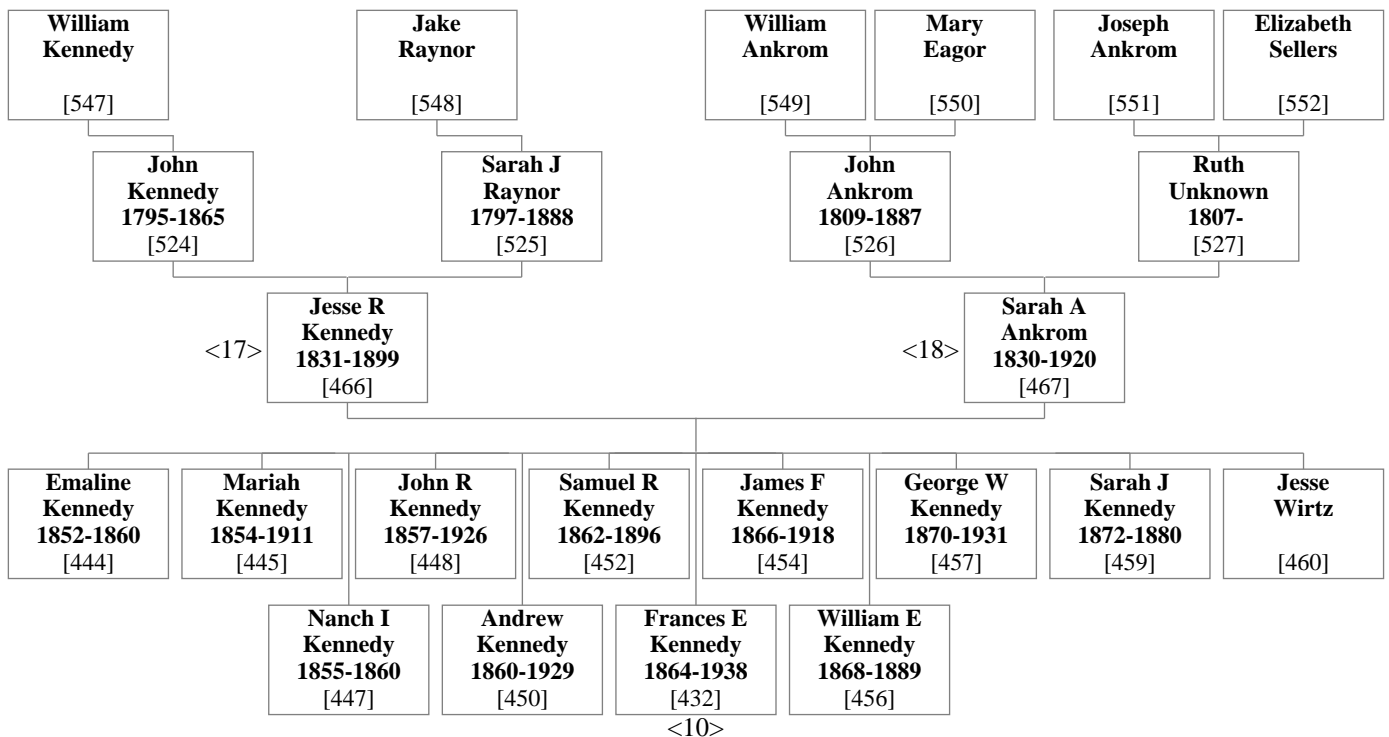 William
Kennedy
[547]
Jake
Raynor
[548]
William
Ankrom
[549]
Mary
Eagor
[550]
Joseph
Ankrom
[551]
Elizabeth
Sellers
[552]
John
Kennedy
1795-1865
[524]
Sarah J
Raynor
1797-1888
[525]
John
Ankrom
1809-1887
[526]
Ruth
Unknown
1807-
[527]
<17>
Jesse R
Kennedy
1831-1899
[466]
<18>
Sarah A
Ankrom
1830-1920
[467]
Emaline
Kennedy
1852-1860
[444]
Mariah
Kennedy
1854-1911
[445]
John R
Kennedy
1857-1926
[448]
Samuel R
Kennedy
1862-1896
[452]
James F
Kennedy
1866-1918
[454]
George W
Kennedy
1870-1931
[457]
Sarah J
Kennedy
1872-1880
[459]
Jesse
Wirtz
[460]
Nanch I
Kennedy
1855-1860
[447]
Andrew
Kennedy
1860-1929
[450]
Frances E
Kennedy
1864-1938
[432]
<10>
William E
Kennedy
1868-1889
[456]